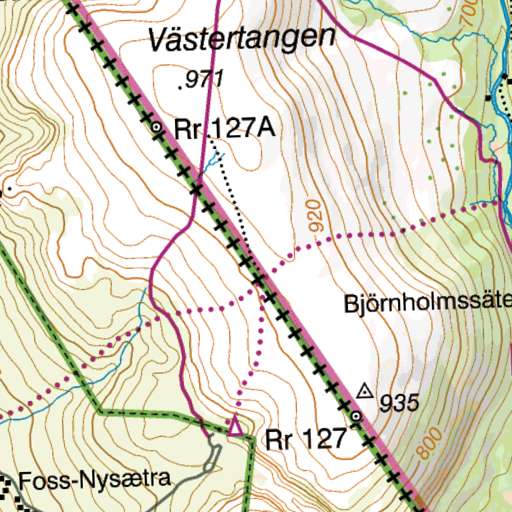 700
Västertangen
.971
Rr 127A
920
Björnholmssäte
935
Rr 127
800
Foss-Nysætra